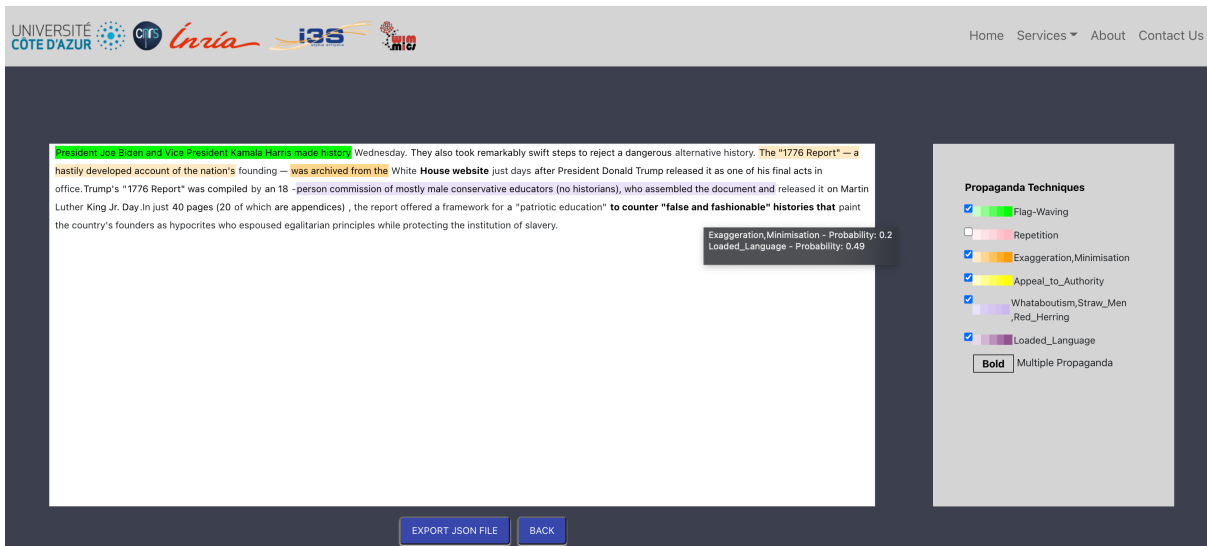 UNIVERSITÉ
CÔTE D'AZUR
cnrs
Inría
i3S
wimmics
Home Services About Contact Us
President Joe Biden and Vice President Kamala Harris made history Wednesday. They also took remarkably swift steps to reject a dangerous alternative history. The "1776 Report" — a
hastily developed account of the nation's founding — was archived from the White House website just days after President Donald Trump released it as one of his final acts in
office.Trump's "1776 Report" was compiled by an 18 -person commission of mostly male conservative educators (no historians), who assembled the document and released it on Martin
Luther King Jr. Day.In just 40 pages (20 of which are appendices) , the report offered a framework for a "patriotic education" to counter "false and fashionable" histories that paint
the country's founders as hypocrites who espoused egalitarian principles while protecting the institution of slavery.
Exaggeration,Minimisation - Probability: 0.2
Loaded_Language - Probability: 0.49
Propaganda Techniques
Flag-Waving
Repetition
Exaggeration,Minimisation
Appeal_to_Authority
Whataboutism,Straw_Men
,Red_Herring
Loaded_Language
Bold Multiple Propaganda
EXPORT JSON FILE BACK